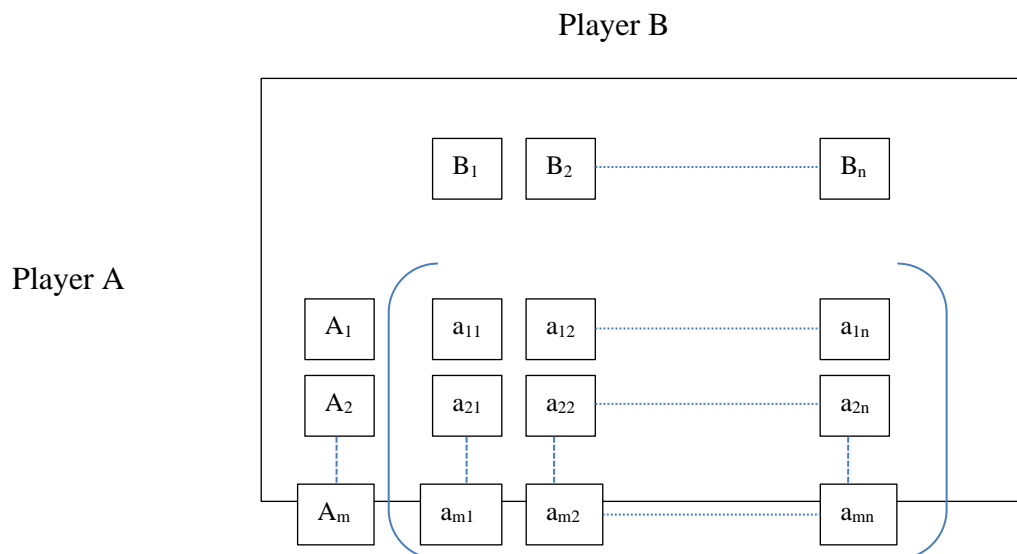 Player B
B₁ B₂ Bₙ
Player A
A₁ a₁₁ a₁₂ a₁ₙ
A₂ a₂₁ a₂₂ a₂ₙ
Aₘ aₘ₁ aₘ₂ aₘₙ